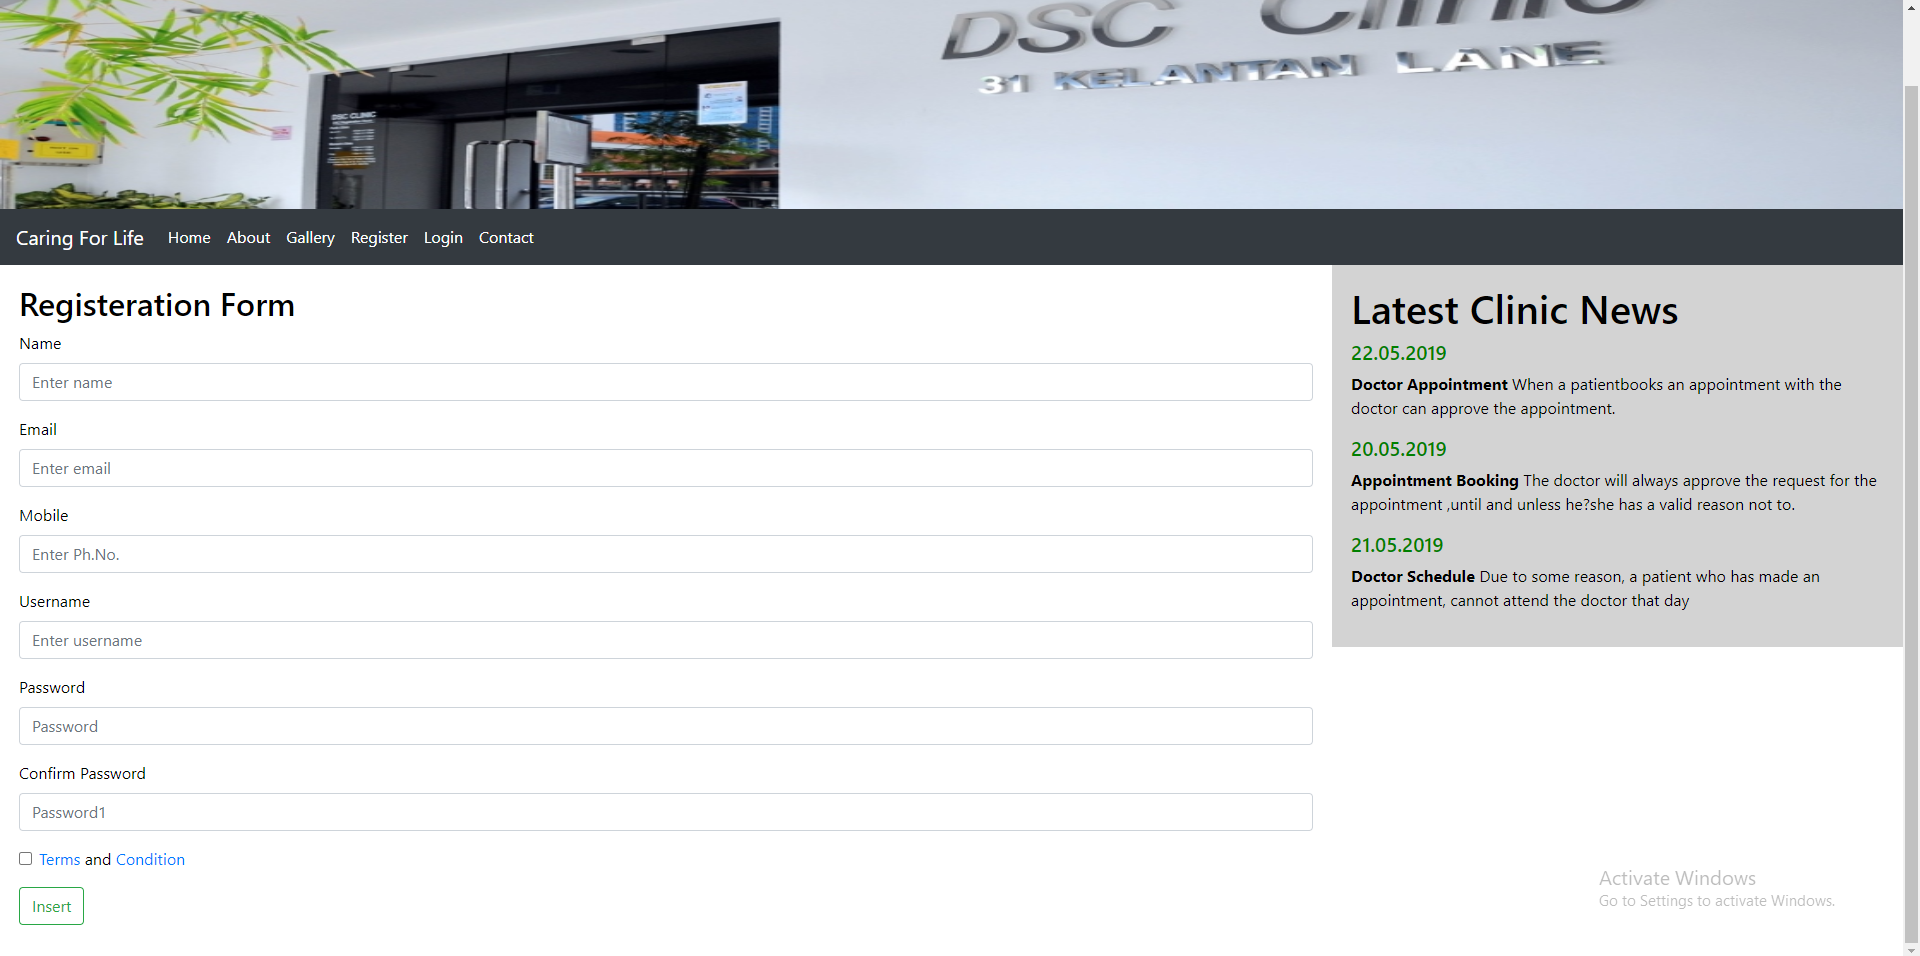 DSC Clinic
31 KELANTAN LANE
DSC CLINIC
Caring For Life Home About Gallery Register Login Contact
Registeration Form
Name
Enter name
Email
Enter email
Mobile
Enter Ph.No.
Username
Enter username
Password
Password
Confirm Password
Password1
Terms and Condition
Insert
Latest Clinic News
22.05.2019
Doctor Appointment When a patientbooks an appointment with the
doctor can approve the appointment.
20.05.2019
Appointment Booking The doctor will always approve the request for the
appointment ,until and unless he?she has a valid reason not to.
21.05.2019
Doctor Schedule Due to some reason, a patient who has made an
appointment, cannot attend the doctor that day
Activate Windows
Go to Settings to activate Windows.